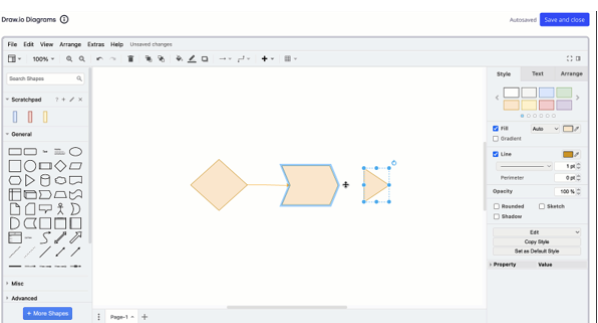 Draw.io Diagrams
Autosaved
Save and close
File Edit View Arrange Extras Help Unsaved changes
100%
Search Shapes
Scratchpad
General
Misc
Advanced
+ More Shapes
Page-1
Style Text Arrange
Fill Auto
Gradient
Line
1 pt
Perimeter 0 pt
Opacity 100 %
Rounded Sketch
Shadow
Edit
Copy Style
Set as Default Style
Property Value